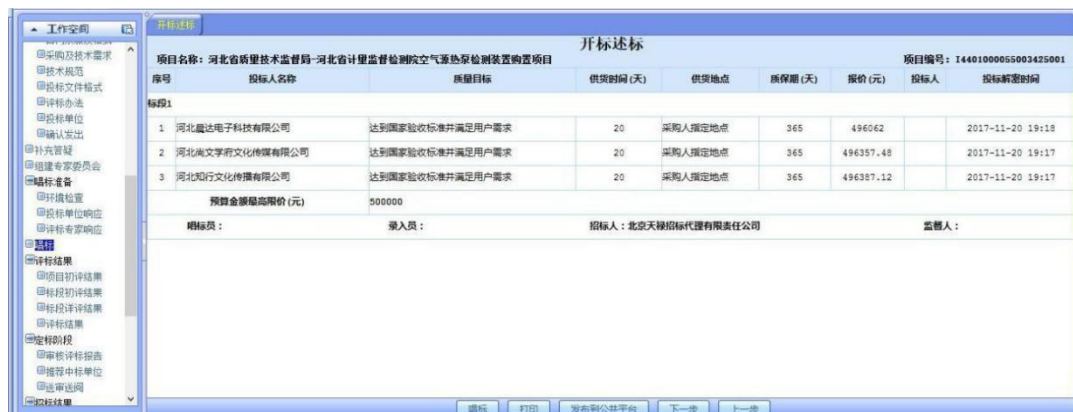 工作空间
采购及技术需求
技术规范
投标文件格式
评标办法
投标单位
确认发出
补充答疑
组建专家委员会
唱标准备
环境检查
投标单位响应
评标专家响应
唱标
评标结果
项目初评结果
标段初评结果
标段详评结果
评标结果
定标阶段
审核评标报告
推荐中标单位
送审送阅
招标结果
开标述标
开标述标
项目名称：河北省质量技术监督局-河北省计量监督检测院空气源热泵检测装置购置项目 项目编号：I4401000055003425001
序号 投标人名称 质量目标 供货时间(天) 供货地点 质保期(天) 报价(元) 投标人 投标解密时间
标段1
1 河北晨达电子科技有限公司 达到国家验收标准并满足用户需求 20 采购人指定地点 365 496062 2017-11-20 19:18
2 河北尚文学府文化传媒有限公司 达到国家验收标准并满足用户需求 20 采购人指定地点 365 496357.48 2017-11-20 19:17
3 河北知行文化传播有限公司 达到国家验收标准并满足用户需求 20 采购人指定地点 365 496387.12 2017-11-20 19:17
预算金额最高限价(元) 500000
唱标员： 录入员： 招标人：北京天禄招标代理有限责任公司 监督人：
唱标 打印 发布到公共平台 下一步 上一步